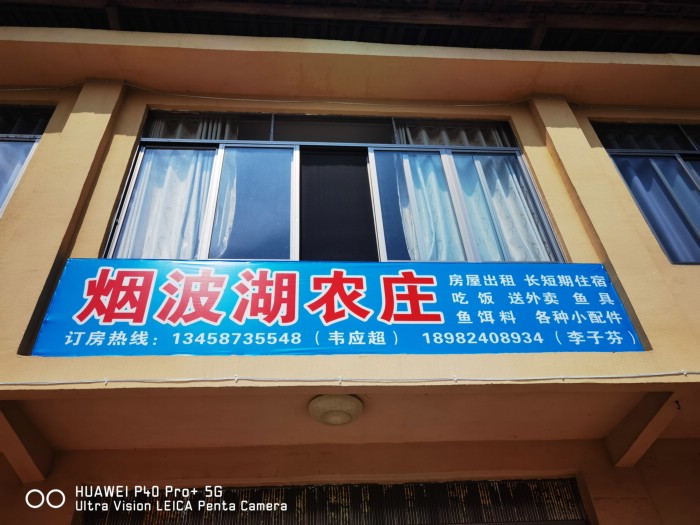 烟波湖农庄
房屋出租 长短期住宿
吃饭 送外卖 鱼具
鱼饵料 各种小配件
订房热线：13458735548（韦应超） 18982408934（李子芬）
HUAWEI P40 Pro+ 5G
Ultra Vision LEICA Penta Camera